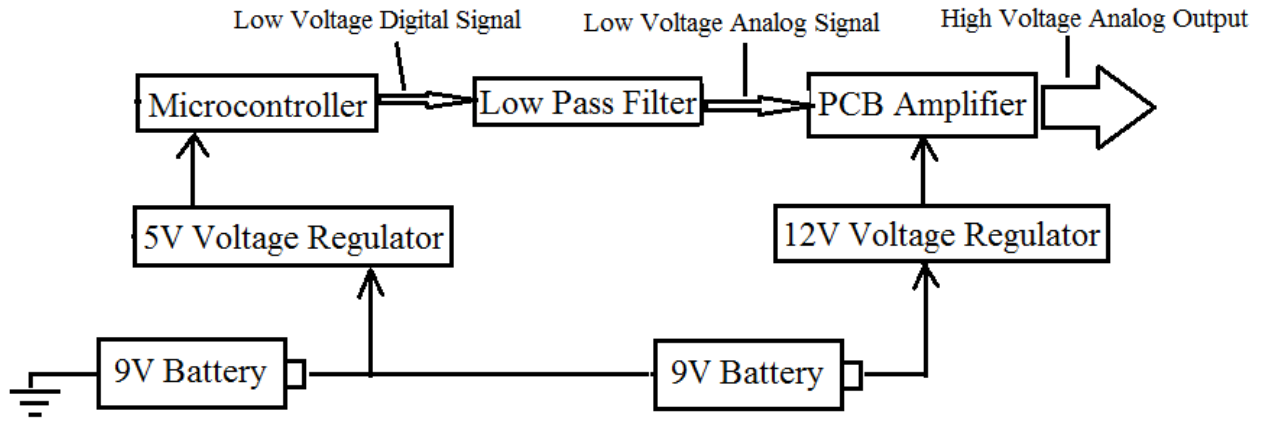 Low Voltage Digital Signal
Low Voltage Analog Signal
High Voltage Analog Output
Microcontroller
Low Pass Filter
PCB Amplifier
5V Voltage Regulator
12V Voltage Regulator
9V Battery
9V Battery